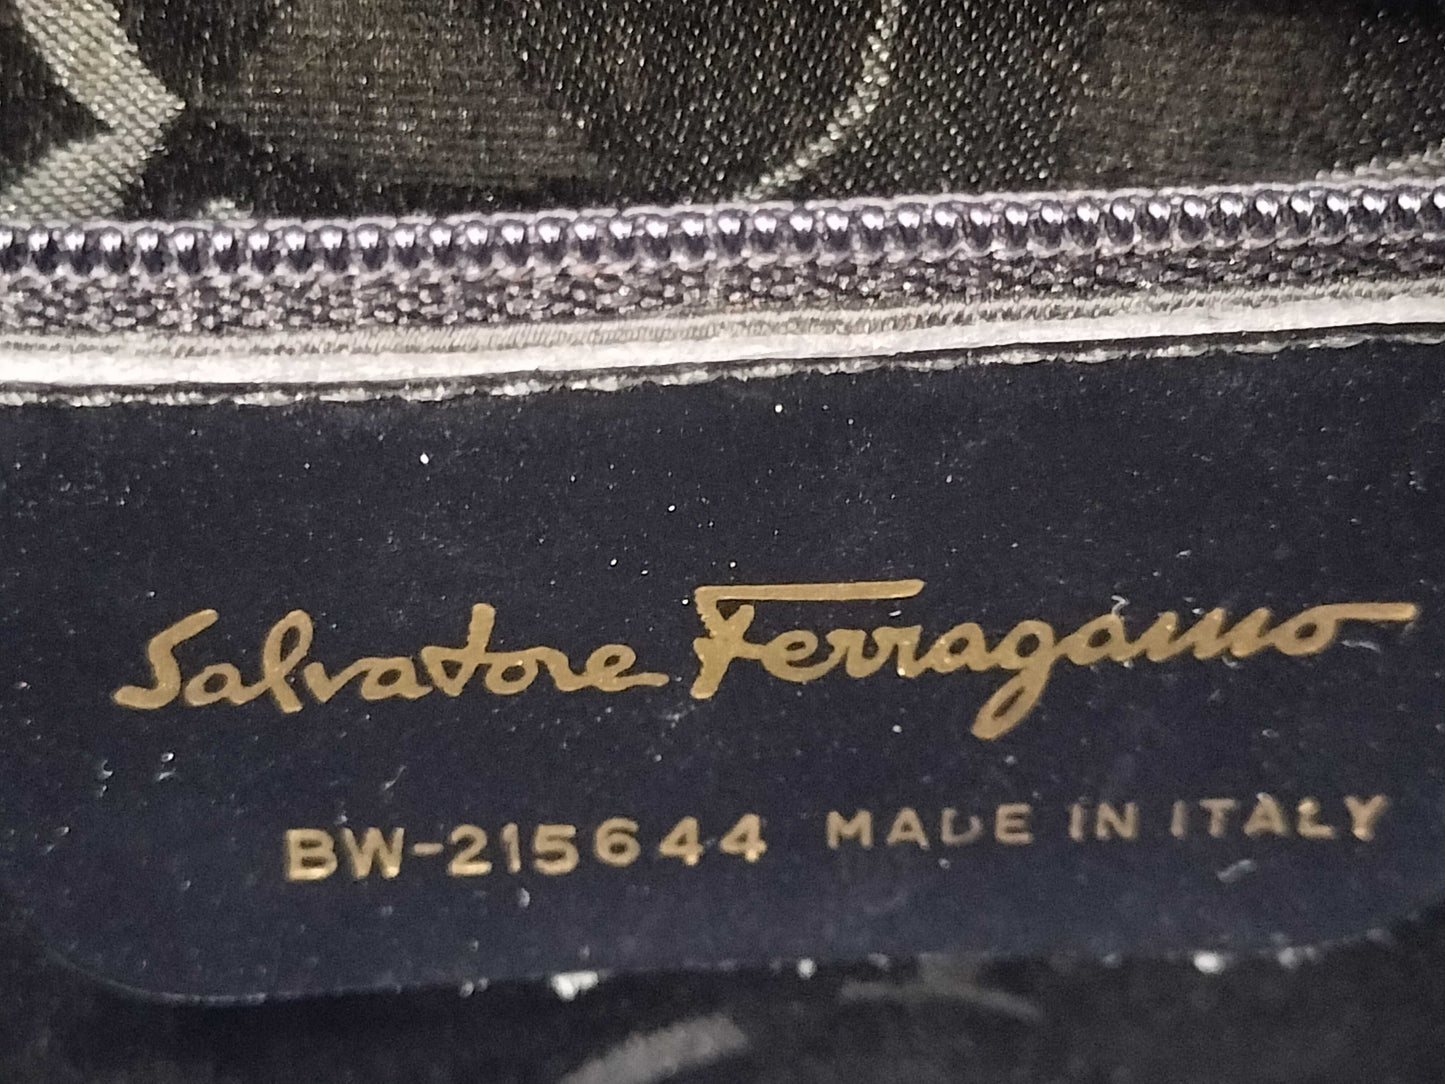 Salvatore Ferragamo
BW-215644 MADE IN ITALY